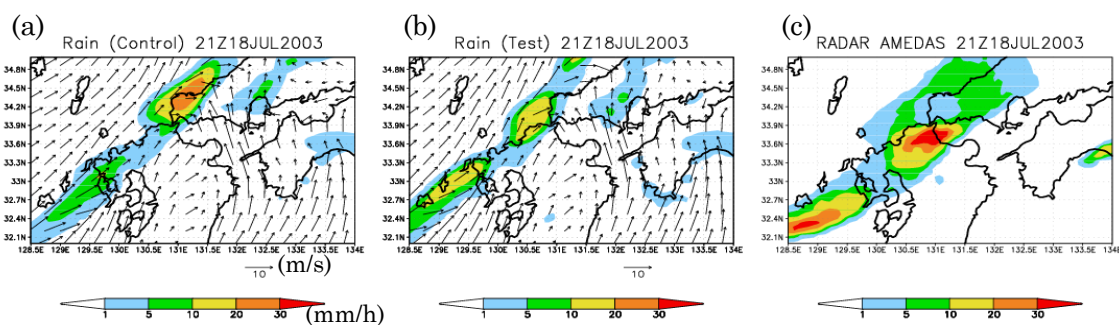 (a)
Rain (Control) 21Z18JUL2003
34.8N
34.5N
34.2N
33.9N
33.6N
33.3N
33N
32.7N
32.4N
32.1N
128.5E 129E 129.5E 130E 130.5E 131E 131.5E 132E 132.5E 133E 133.5E 134E
10 (m/s)
1 5 10 20 30 (mm/h)
(b)
Rain (Test) 21Z18JUL2003
34.8N
34.5N
34.2N
33.9N
33.6N
33.3N
33N
32.7N
32.4N
32.1N
128.5E 129E 129.5E 130E 130.5E 131E 131.5E 132E 132.5E 133E 133.5E 134E
10
1 5 10 20 30
(c)
RADAR AMEDAS 21Z18JUL2003
34.8N
34.5N
34.2N
33.9N
33.6N
33.3N
33N
32.7N
32.4N
32.1N
128.5E 129E 129.5E 130E 130.5E 131E 131.5E 132E 132.5E 133E 133.5E 134E
1 5 10 20 30